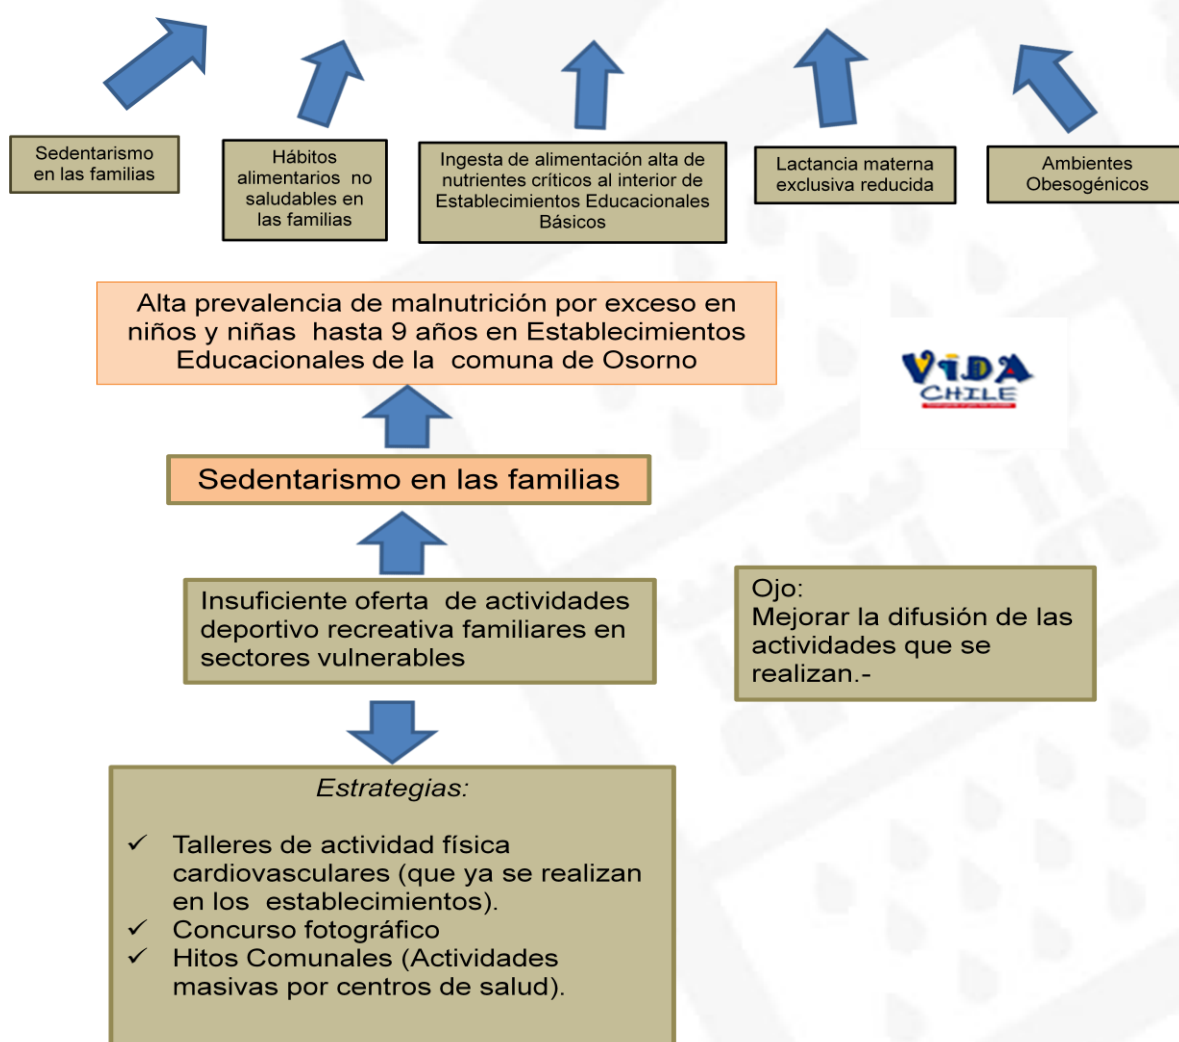 Sedentarismo
en las familias
Hábitos
alimentarios no
saludables en
las familias
Ingesta de alimentación alta de
nutrientes críticos al interior de
Establecimientos Educacionales
Básicos
Lactancia materna
exclusiva reducida
Ambientes
Obesogénicos
Alta prevalencia de malnutrición por exceso en
niños y niñas hasta 9 años en Establecimientos
Educacionales de la comuna de Osorno
ViDA
CHILE
Sedentarismo en las familias
Insuficiente oferta de actividades
deportivo recreativa familiares en
sectores vulnerables
Ojo:
Mejorar la difusión de las
actividades que se
realizan.-
Estrategias:
✓ Talleres de actividad física
cardiovasculares (que ya se realizan
en los establecimientos).
✓ Concurso fotográfico
✓ Hitos Comunales (Actividades
masivas por centros de salud).